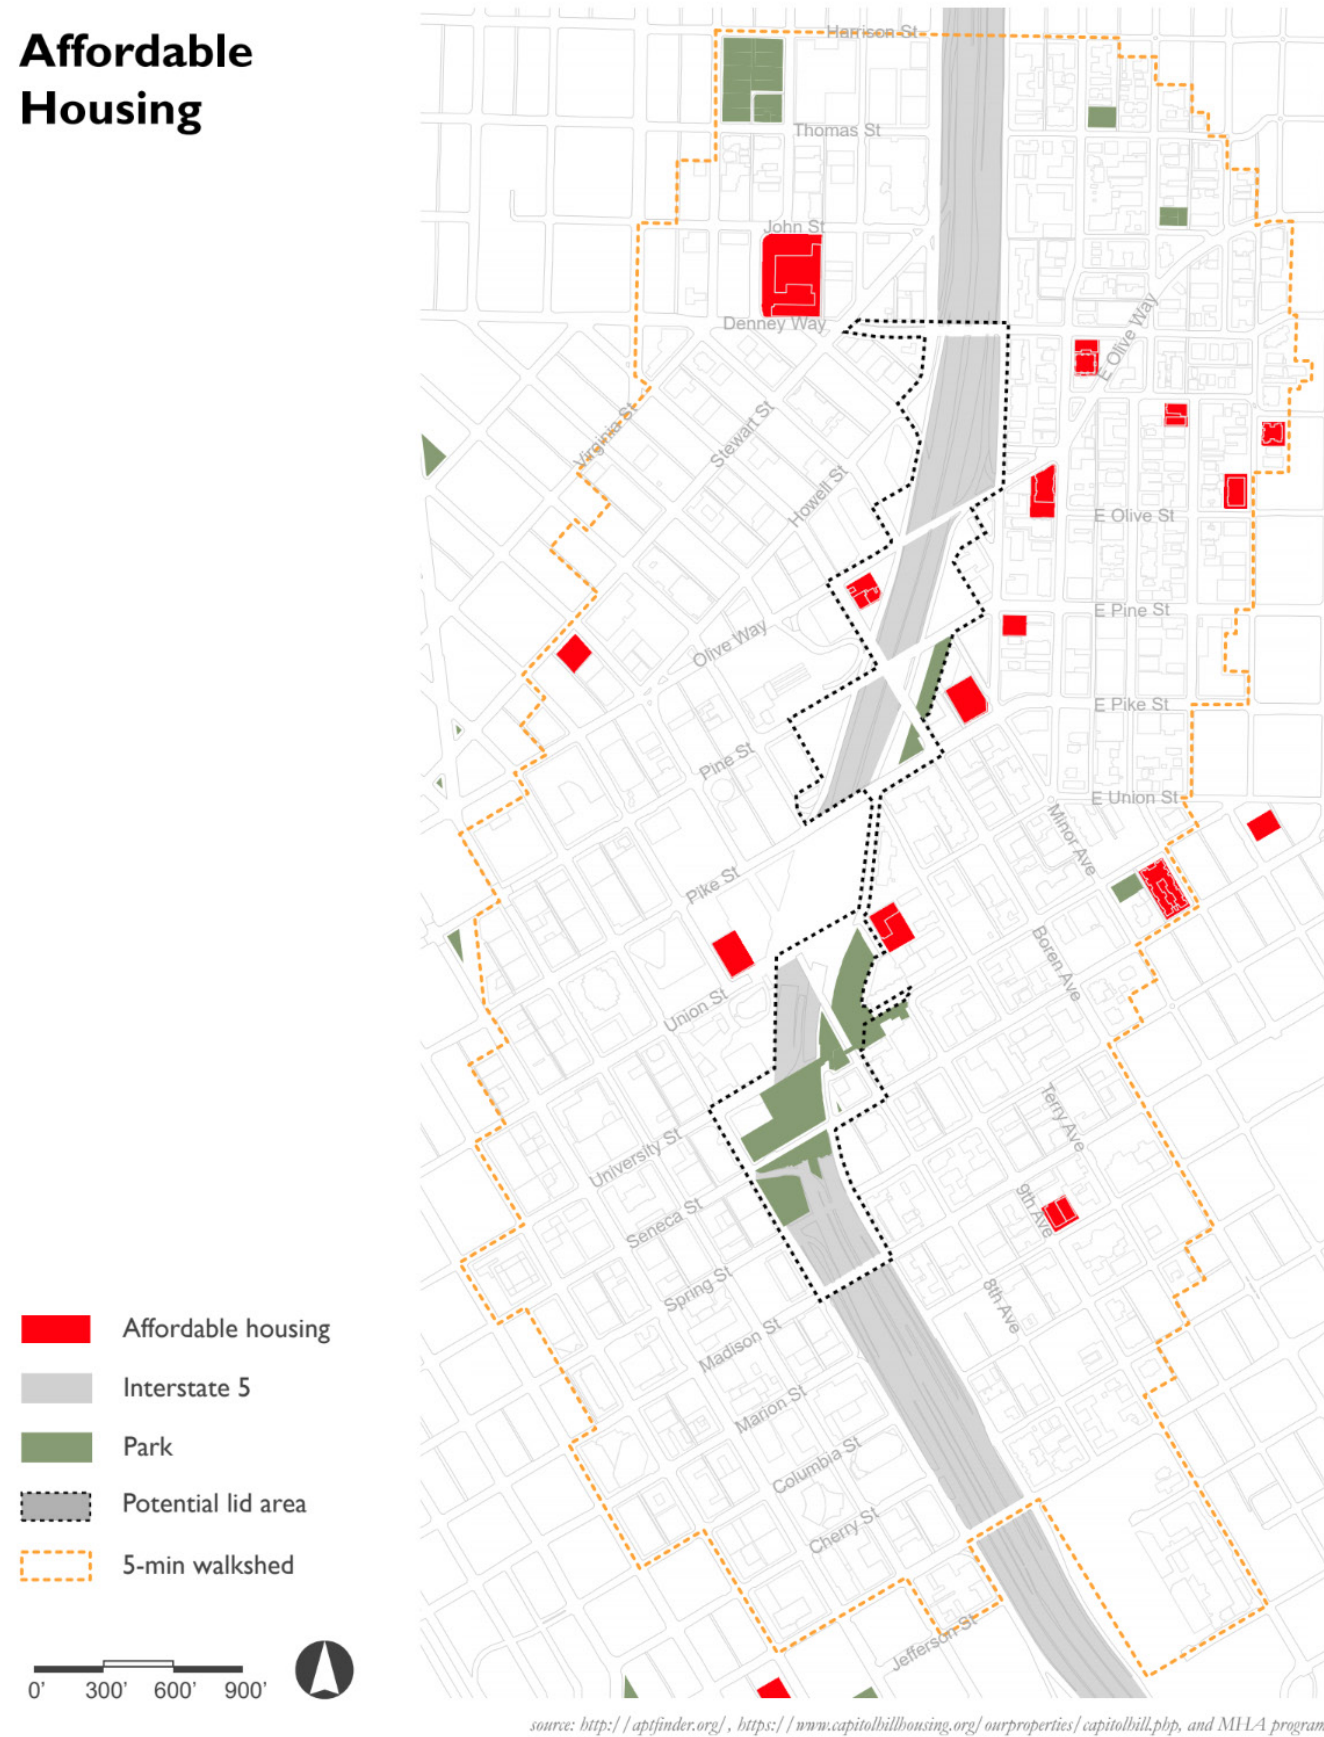 Affordable
Housing
Harrison St
Thomas St
John St
Denney Way
E Olive Way
Virginia St
Stewart St
Howell St
E Olive St
E Pine St
Olive Way
E Pike St
Pine St
E Union St
Minor Ave
Pike St
Boren Ave
Union St
Terry Ave
University St
9th Ave
Seneca St
Spring St
8th Ave
Madison St
Marion St
Columbia St
Cherry St
Jefferson St
Affordable housing
Interstate 5
Park
Potential lid area
5-min walkshed
0' 300' 600' 900'
source: http://aptfinder.org/, https://www.capitolhillhousing.org/ourproperties/capitolhill.php, and MHA program